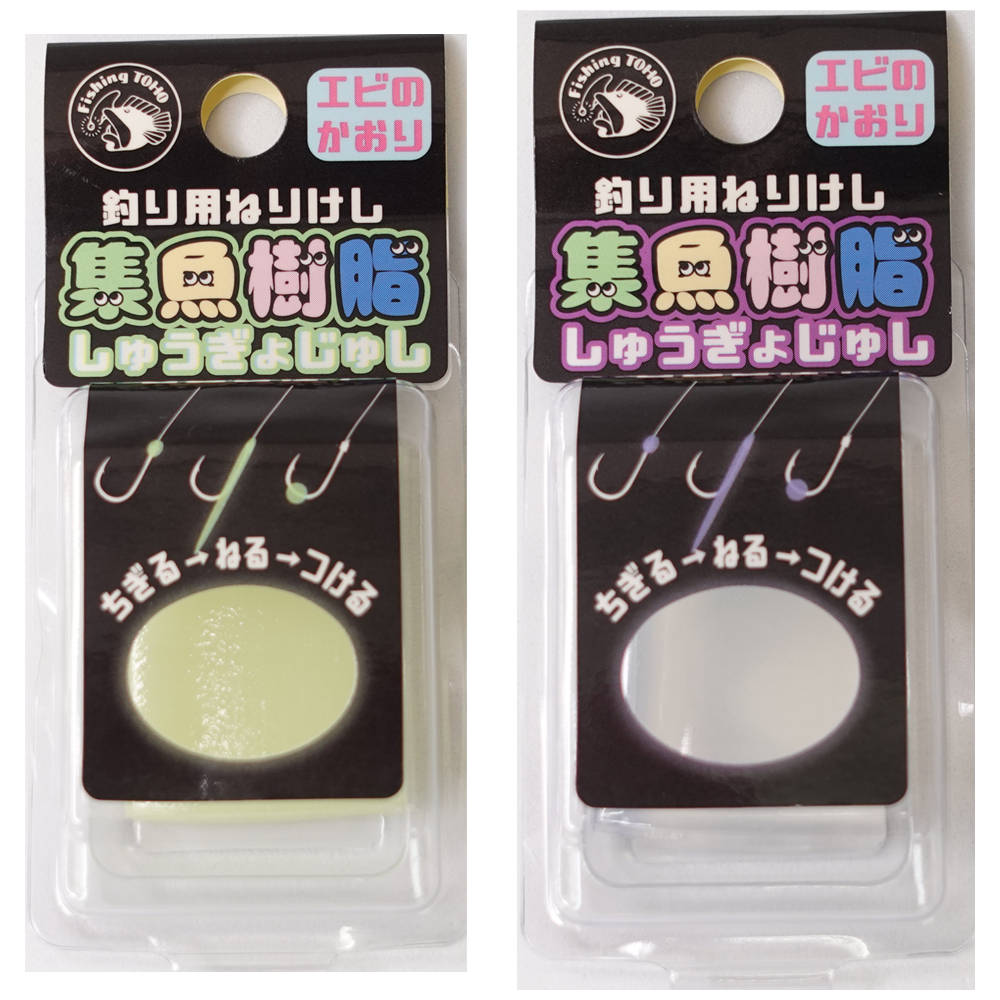 Fishing TOHO
エビの
かおり
釣り用ねりけし
集魚樹脂
しゅうぎょじゅし
ちぎる→ねる→つける
Fishing TOHO
エビの
かおり
釣り用ねりけし
集魚樹脂
しゅうぎょじゅし
ちぎる→ねる→つける